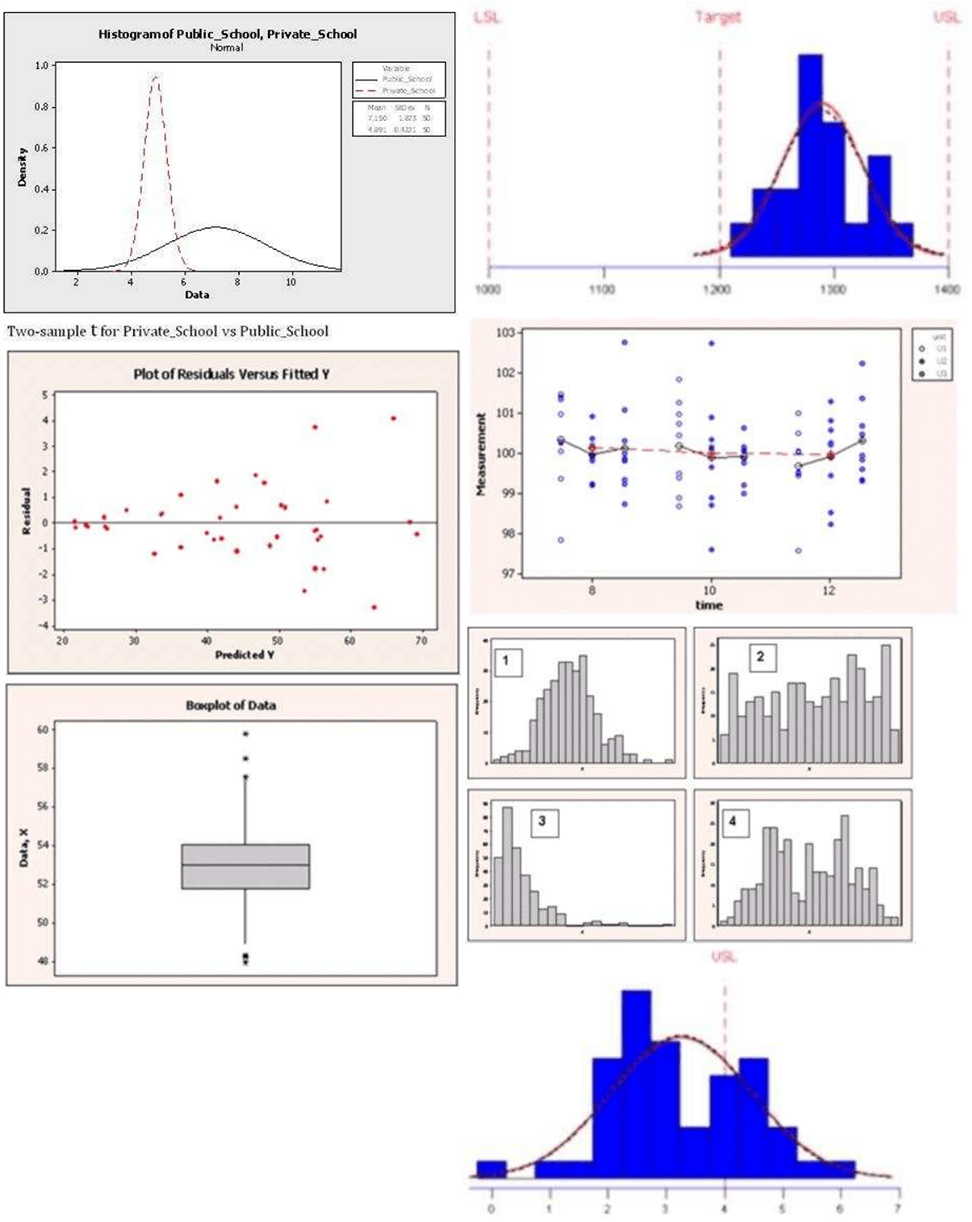 Histogram of Public_School, Private_School
Normal
Variable
Public_School
Private_School
Mean StDev N
7.150 1.873 50
4.891 0.4221 50
1.0
0.8
0.6
0.4
0.2
0.0
Density
2 4 6 8 10
Data
LSL Target USL
1000 1100 1200 1300 1400
Two-sample t for Private_School vs Public_School
Plot of Residuals Versus Fitted Y
5
4
3
2
1
0
-1
-2
-3
-4
Residual
20 30 40 50 60 70
Predicted Y
103
102
101
100
99
98
97
Measurement
8 10 12
time
unit
U1
U2
U3
Boxplot of Data
60
58
56
54
52
50
48
Data, X
1
2
3
4
USL
0 1 2 3 4 5 6 7